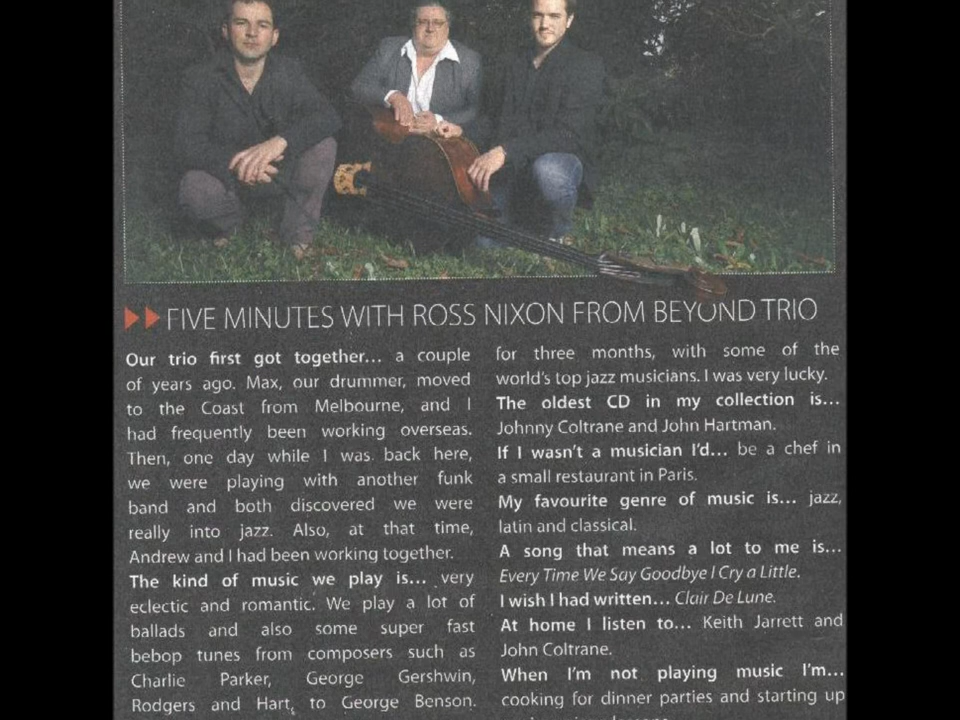 FIVE MINUTES WITH ROSS NIXON FROM BEYOND TRIO
Our trio first got together... a couple
of years ago. Max, our drummer, moved
to the Coast from Melbourne, and I
had frequently been working overseas.
Then, one day while I was back here,
we were playing with another funk
band and both discovered we were
really into jazz. Also, at that time,
Andrew and I had been working together.
The kind of music we play is... very
eclectic and romantic. We play a lot of
ballads and also some super fast
bebop tunes from composers such as
Charlie Parker, George Gershwin,
Rodgers and Hart, to George Benson.
for three months, with some of the
world's top jazz musicians. I was very lucky.
The oldest CD in my collection is...
Johnny Coltrane and John Hartman.
If I wasn't a musician I'd... be a chef in
a small restaurant in Paris.
My favourite genre of music is... jazz,
latin and classical.
A song that means a lot to me is...
Every Time We Say Goodbye I Cry a Little.
I wish I had written... Clair De Lune.
At home I listen to... Keith Jarrett and
John Coltrane.
When I'm not playing music I'm...
cooking for dinner parties and starting up